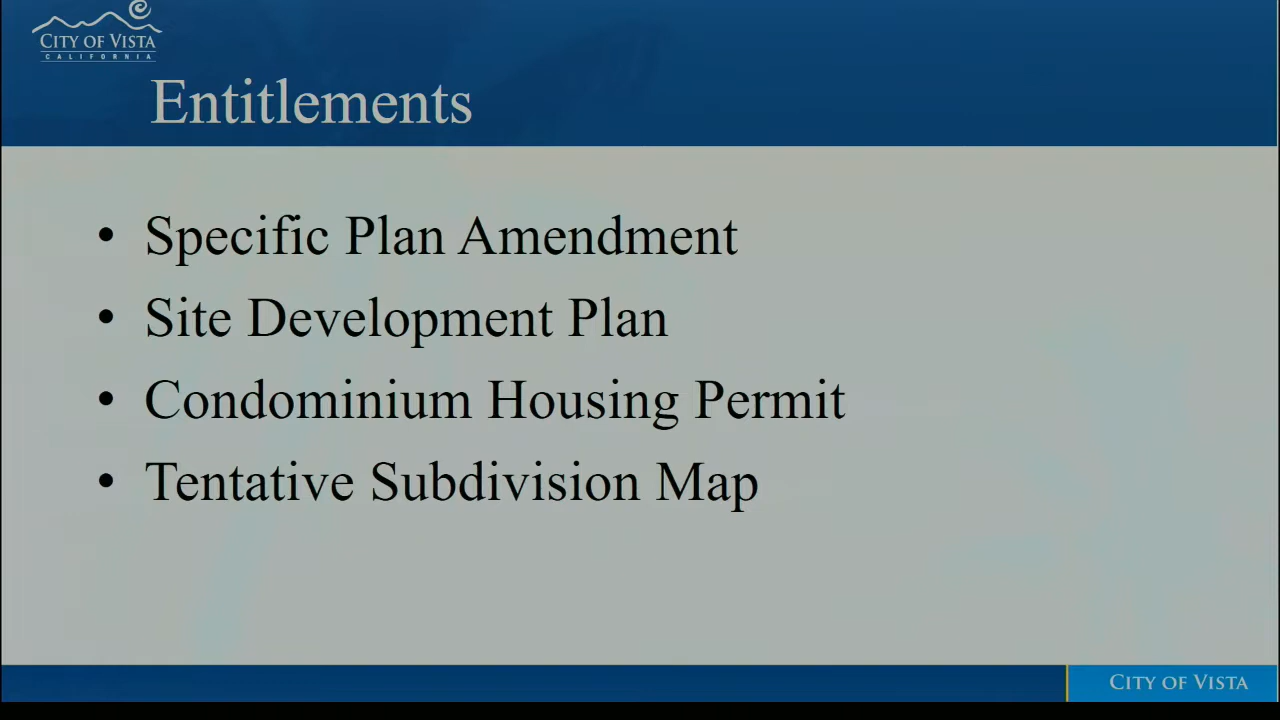 CITY OF VISTA
CALIFORNIA
Entitlements
• Specific Plan Amendment
• Site Development Plan
• Condominium Housing Permit
• Tentative Subdivision Map
CITY OF VISTA